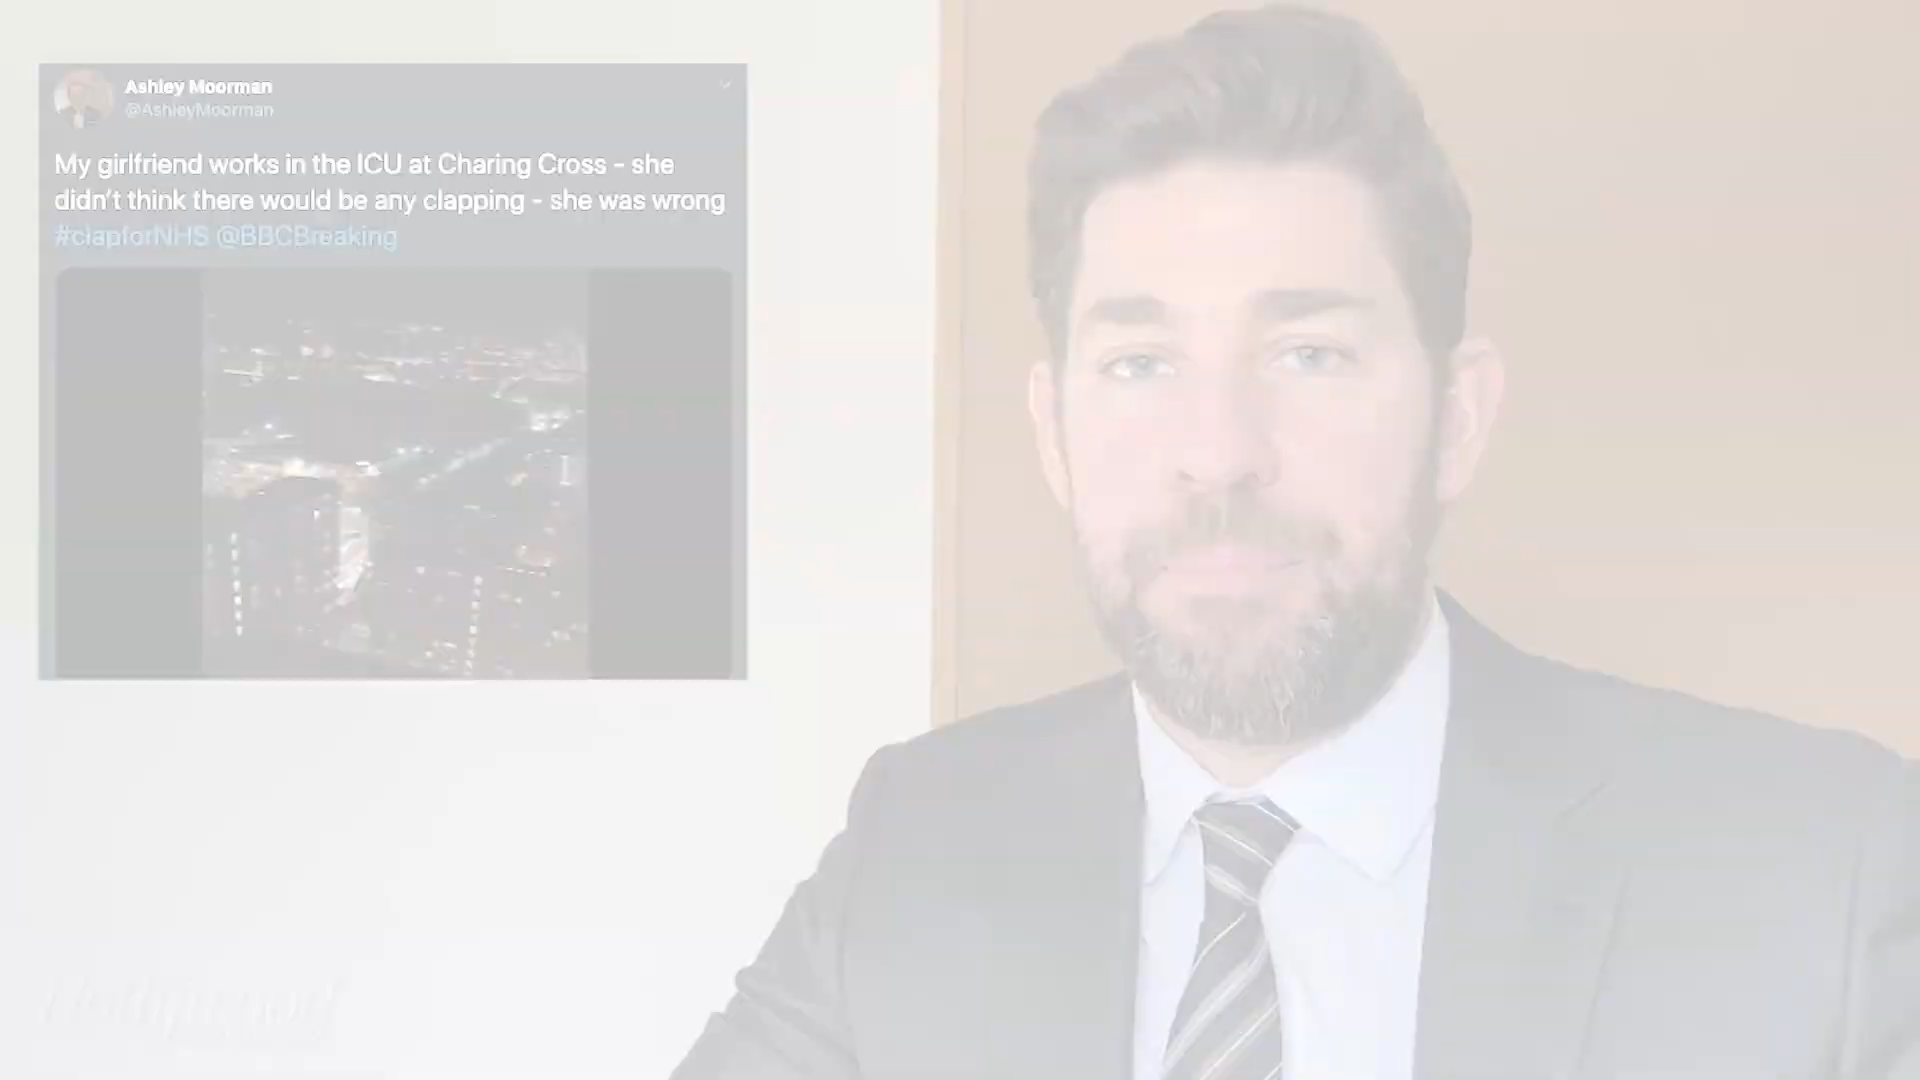 Ashley Moorman
@AshleyMoorman
My girlfriend works in the ICU at Charing Cross - she
didn't think there would be any clapping - she was wrong
#clapforNHS @BBCBreaking